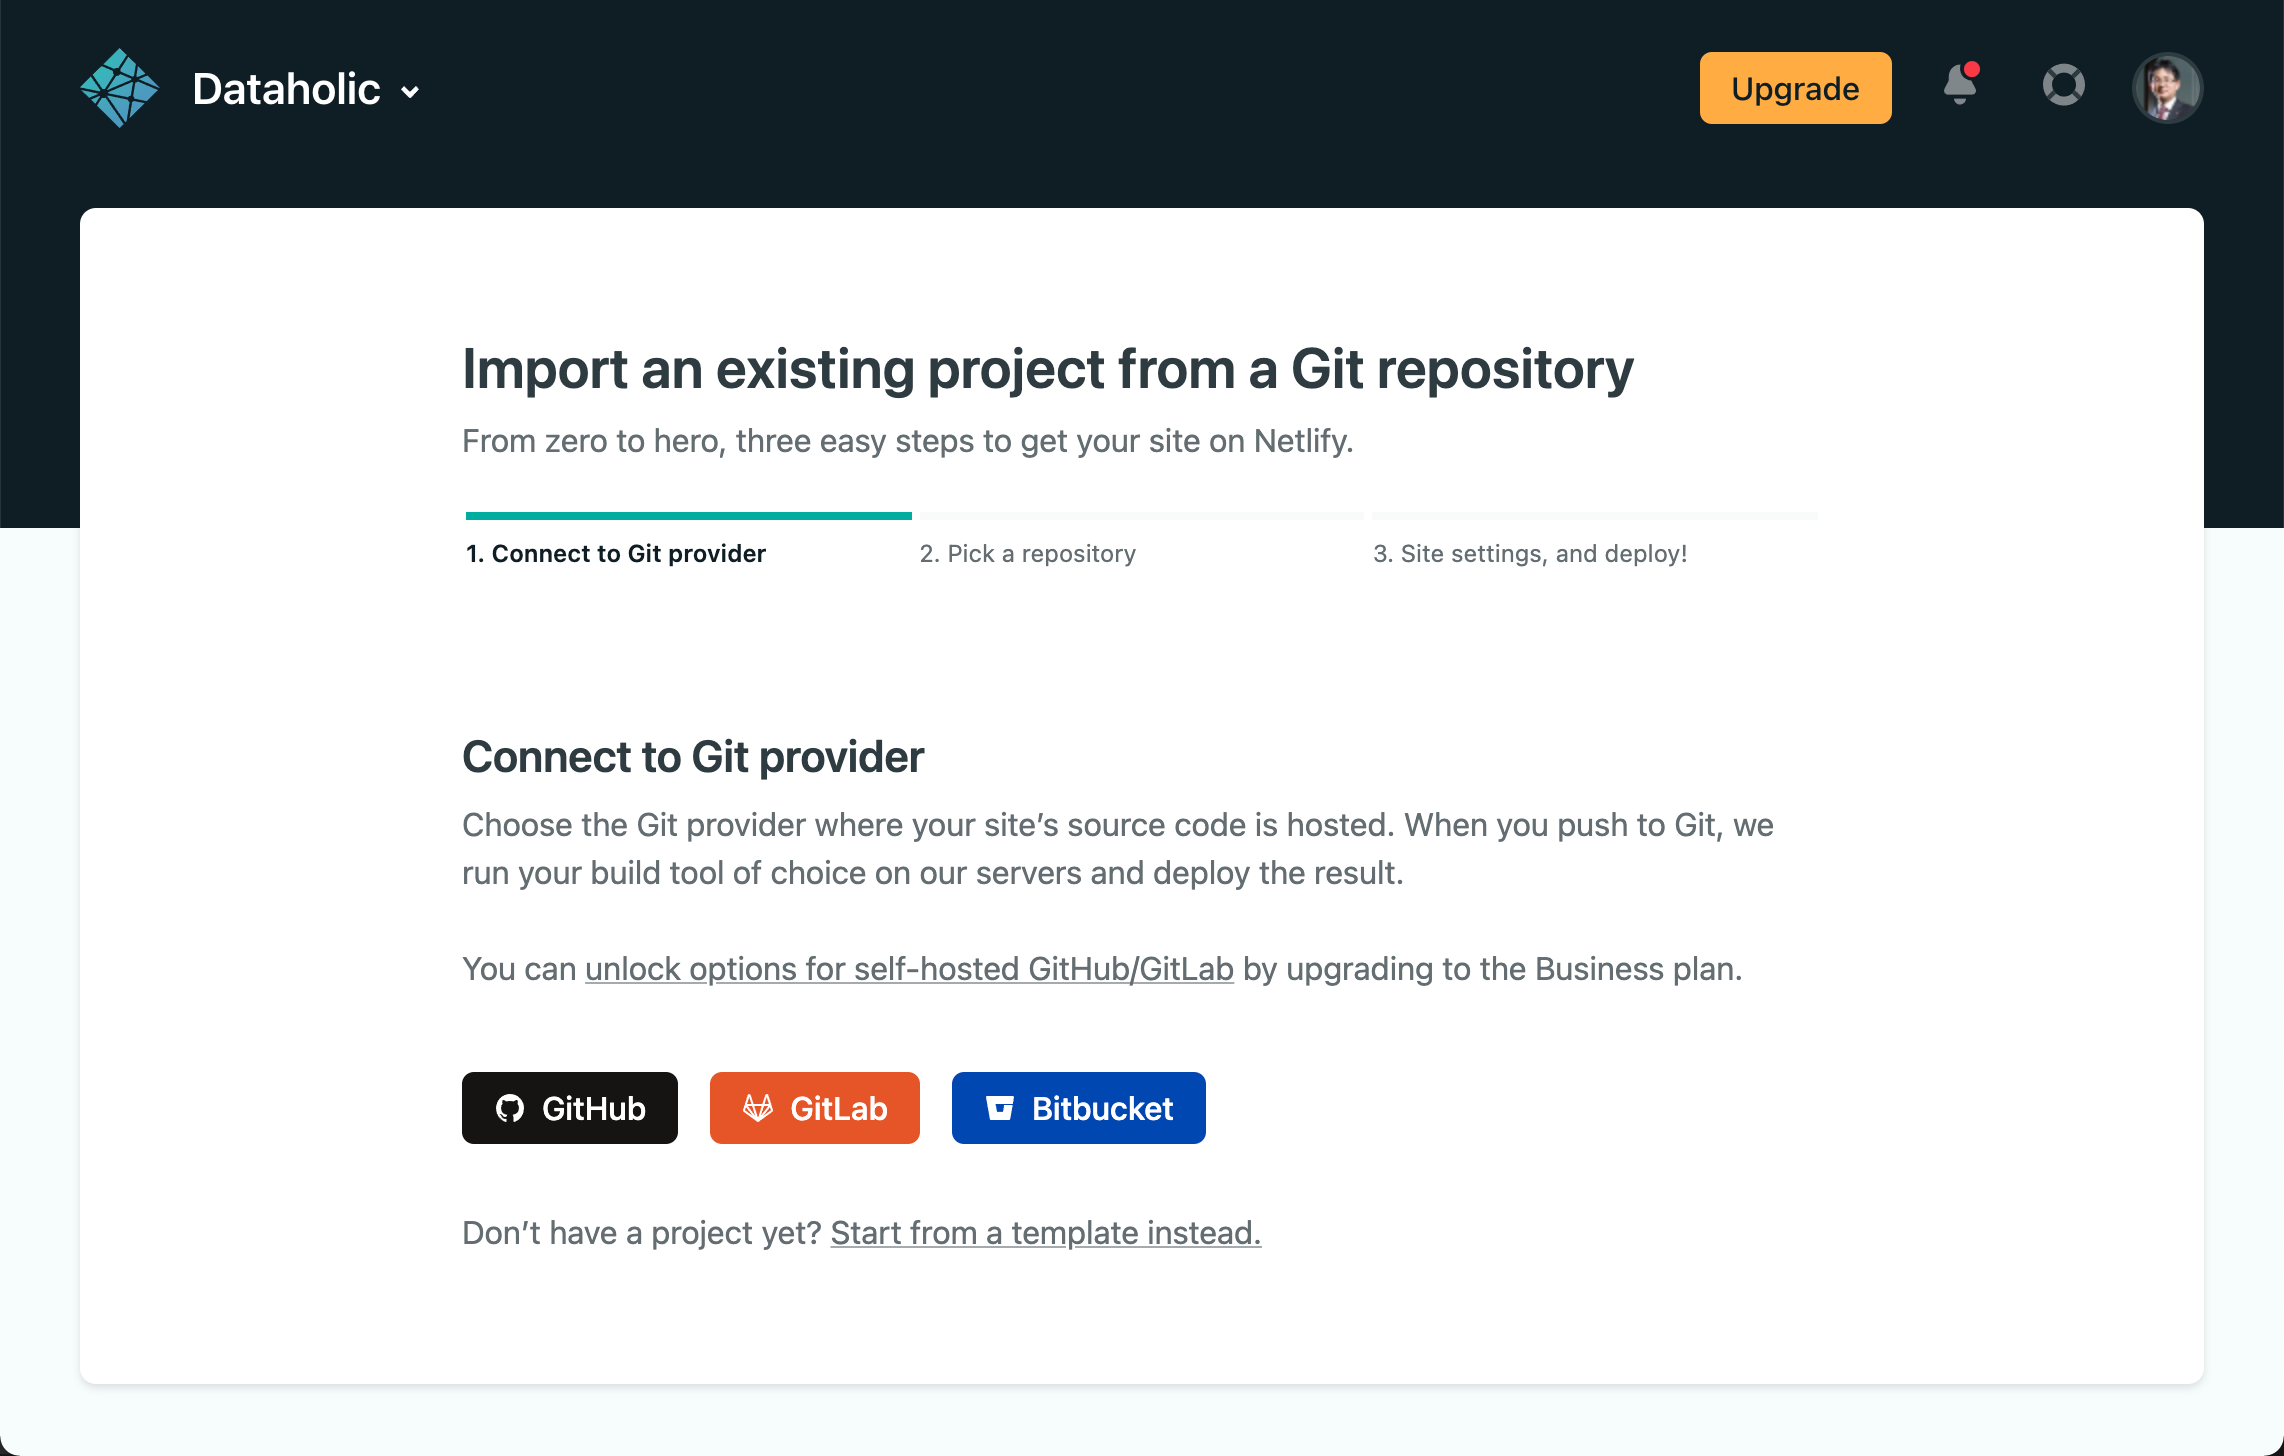 Dataholic
Upgrade
Import an existing project from a Git repository
From zero to hero, three easy steps to get your site on Netlify.
1. Connect to Git provider
2. Pick a repository
3. Site settings, and deploy!
Connect to Git provider
Choose the Git provider where your site’s source code is hosted. When you push to Git, we
run your build tool of choice on our servers and deploy the result.
You can unlock options for self-hosted GitHub/GitLab by upgrading to the Business plan.
GitHub
GitLab
Bitbucket
Don’t have a project yet? Start from a template instead.